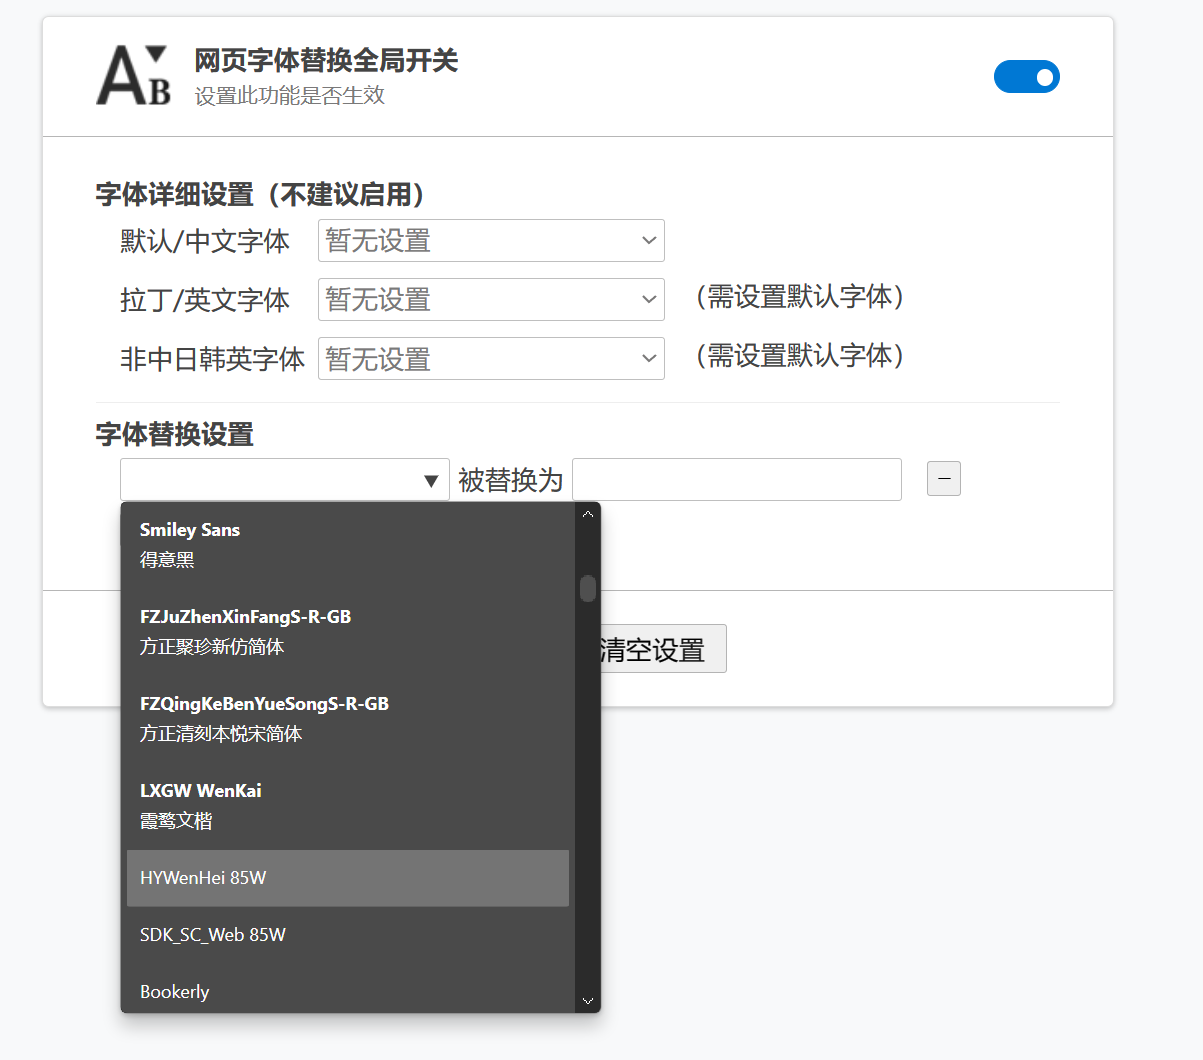 网页字体替换全局开关
设置此功能是否生效
字体详细设置（不建议启用）
默认/中文字体 暂无设置
拉丁/英文字体 暂无设置 （需设置默认字体）
非中日韩英字体 暂无设置 （需设置默认字体）
字体替换设置
被替换为
Smiley Sans
得意黑
FZJuZhenXinFangS-R-GB
方正聚珍新仿简体
清空设置
FZQingKeBenYueSongS-R-GB
方正清刻本悦宋简体
LXGW WenKai
霞鹜文楷
HYWenHei 85W
SDK_SC_Web 85W
Bookerly